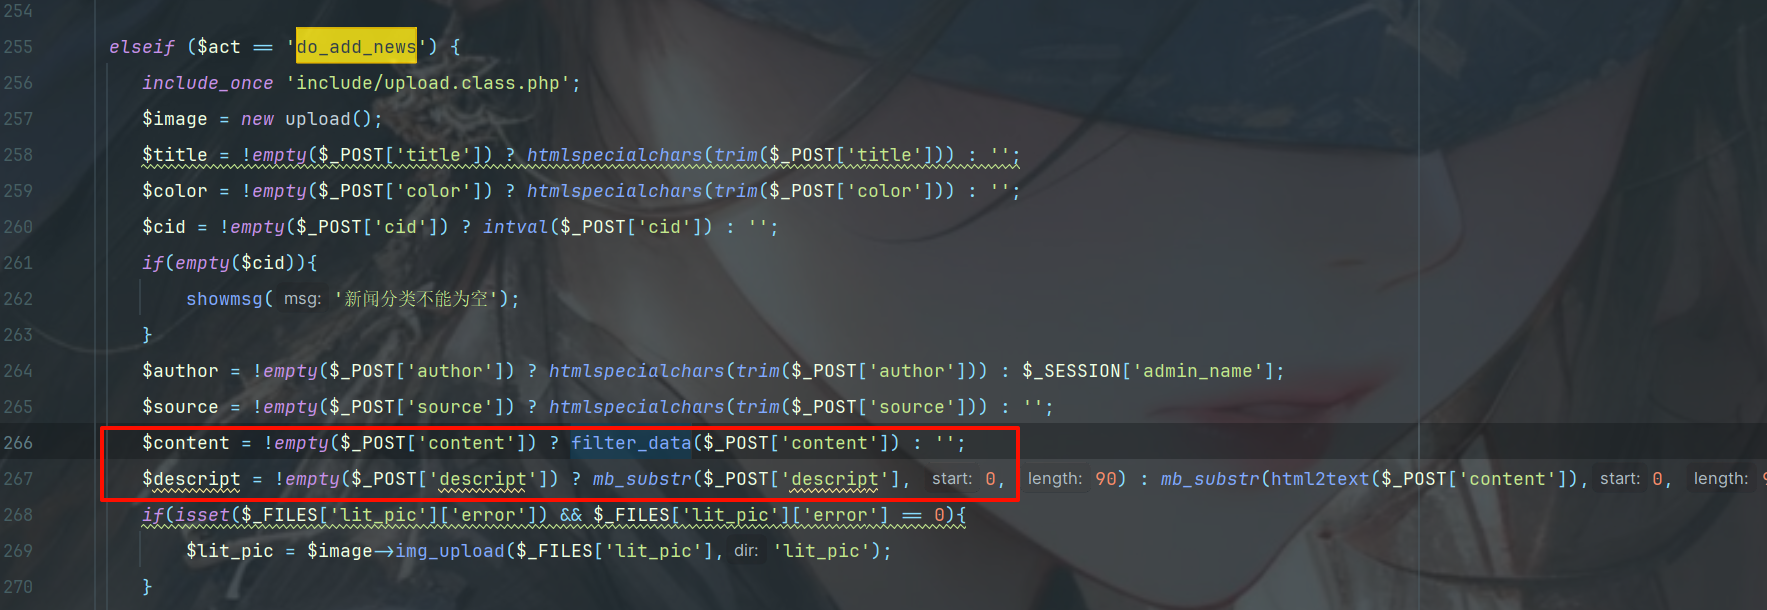 254
255 elseif ($act == 'do_add_news') {
256 include_once 'include/upload.class.php';
257 $image = new upload();
258 $title = !empty($_POST['title']) ? htmlspecialchars(trim($_POST['title'])) : '';
259 $color = !empty($_POST['color']) ? htmlspecialchars(trim($_POST['color'])) : '';
260 $cid = !empty($_POST['cid']) ? intval($_POST['cid']) : '';
261 if(empty($cid)){
262 showmsg( msg: '新闻分类不能为空');
263 }
264 $author = !empty($_POST['author']) ? htmlspecialchars(trim($_POST['author'])) : $_SESSION['admin_name'];
265 $source = !empty($_POST['source']) ? htmlspecialchars(trim($_POST['source'])) : '';
266 $content = !empty($_POST['content']) ? filter_data($_POST['content']) : '';
267 $descript = !empty($_POST['descript']) ? mb_substr($_POST['descript'], start: 0, length: 90) : mb_substr(html2text($_POST['content']), start: 0, length:
268 if(isset($_FILES['lit_pic']['error']) && $_FILES['lit_pic']['error'] == 0){
269 $lit_pic = $image->img_upload($_FILES['lit_pic'], dir: 'lit_pic');
270 }